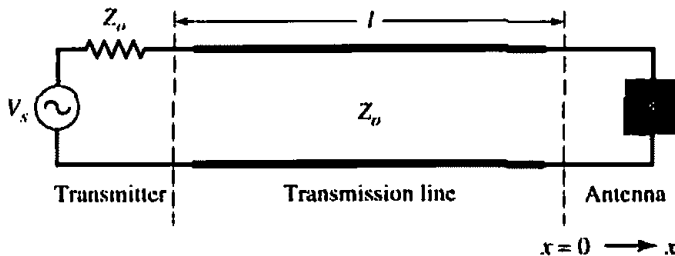 Z_o
l
V_s
Z_o
Transmitter
Transmission line
Antenna
x = 0 → x